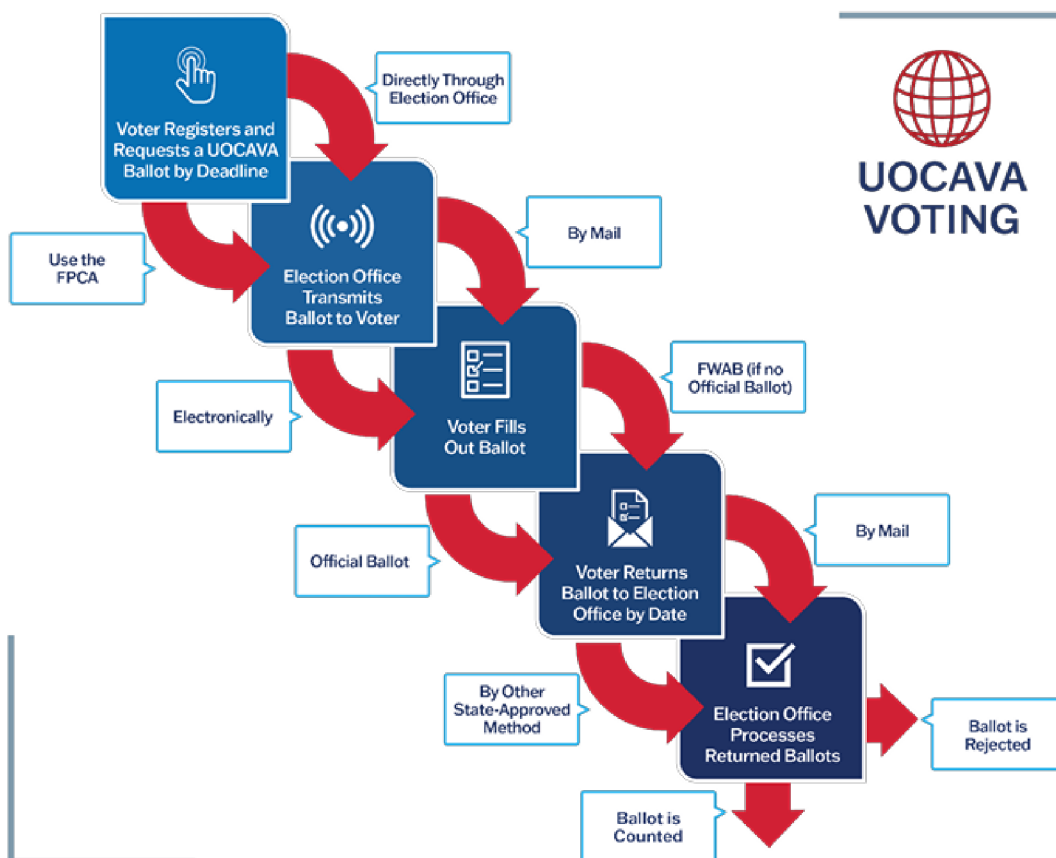 Directly Through
Election Office
Voter Registers and
Requests a UOCAVA
Ballot by Deadline
UOCAVA
VOTING
Use the
FPCA
By Mail
Election Office
Transmits
Ballot to Voter
Electronically
FWAB (if no
Official Ballot)
Voter Fills
Out Ballot
Official Ballot
By Mail
Voter Returns
Ballot to Election
Office by Date
By Other
State-Approved
Method
Election Office
Processes
Returned Ballots
Ballot is
Rejected
Ballot is
Counted